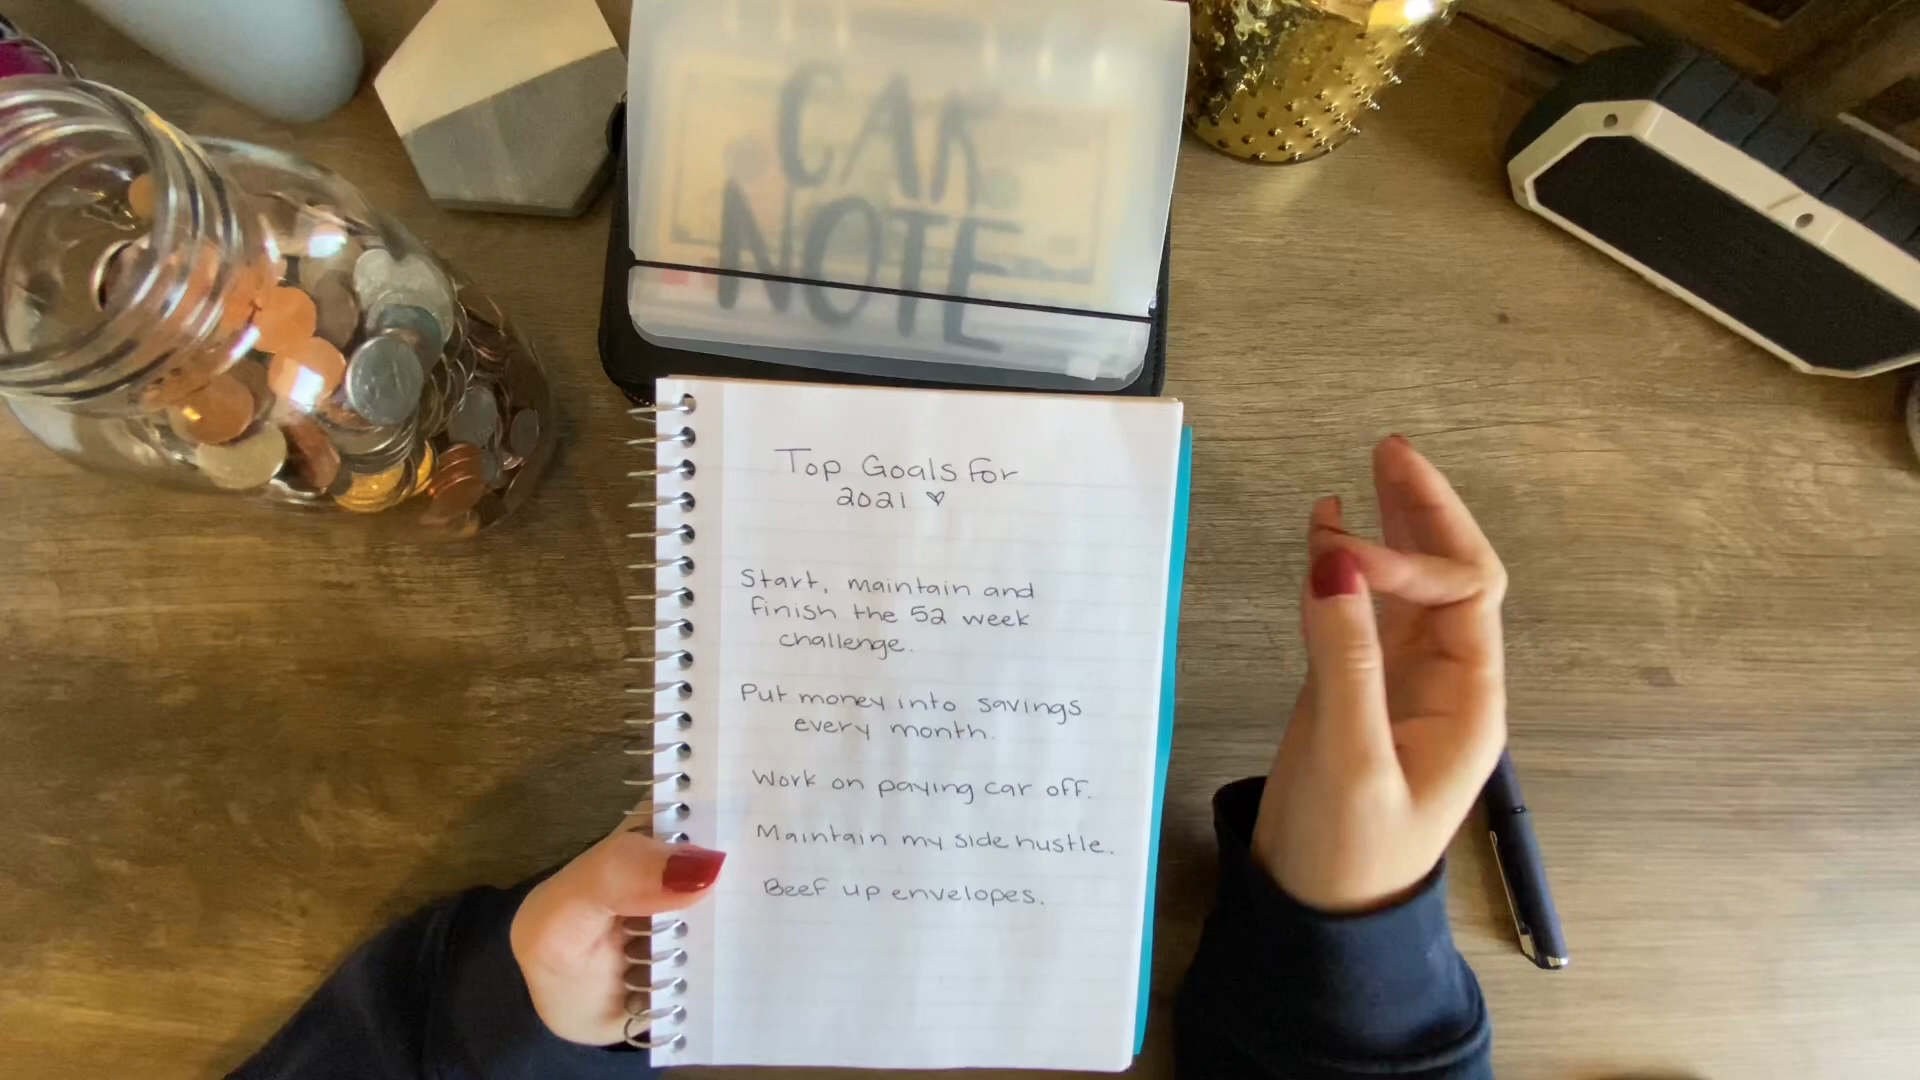 CAR
NOTE
Top Goals for
2021 ♡
Start, maintain and
finish the 52 week
challenge.
Put money into savings
every month.
Work on paying car off.
Maintain my side hustle.
Beef up envelopes.